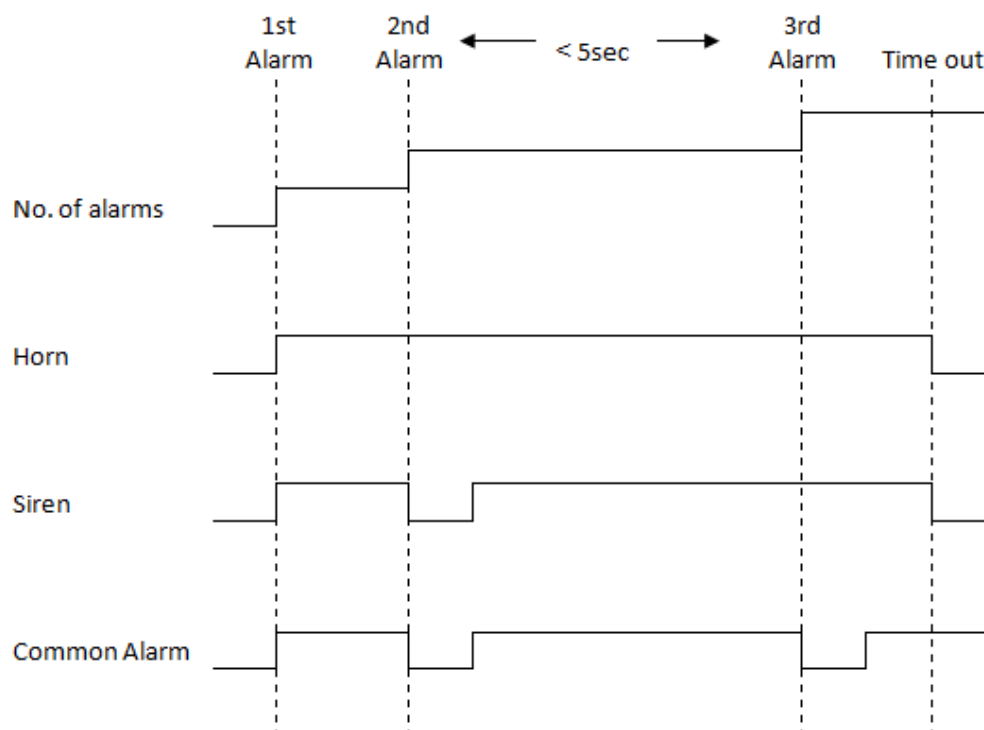 1st
Alarm
2nd
Alarm
< 5sec
3rd
Alarm
Time out
No. of alarms
Horn
Siren
Common Alarm